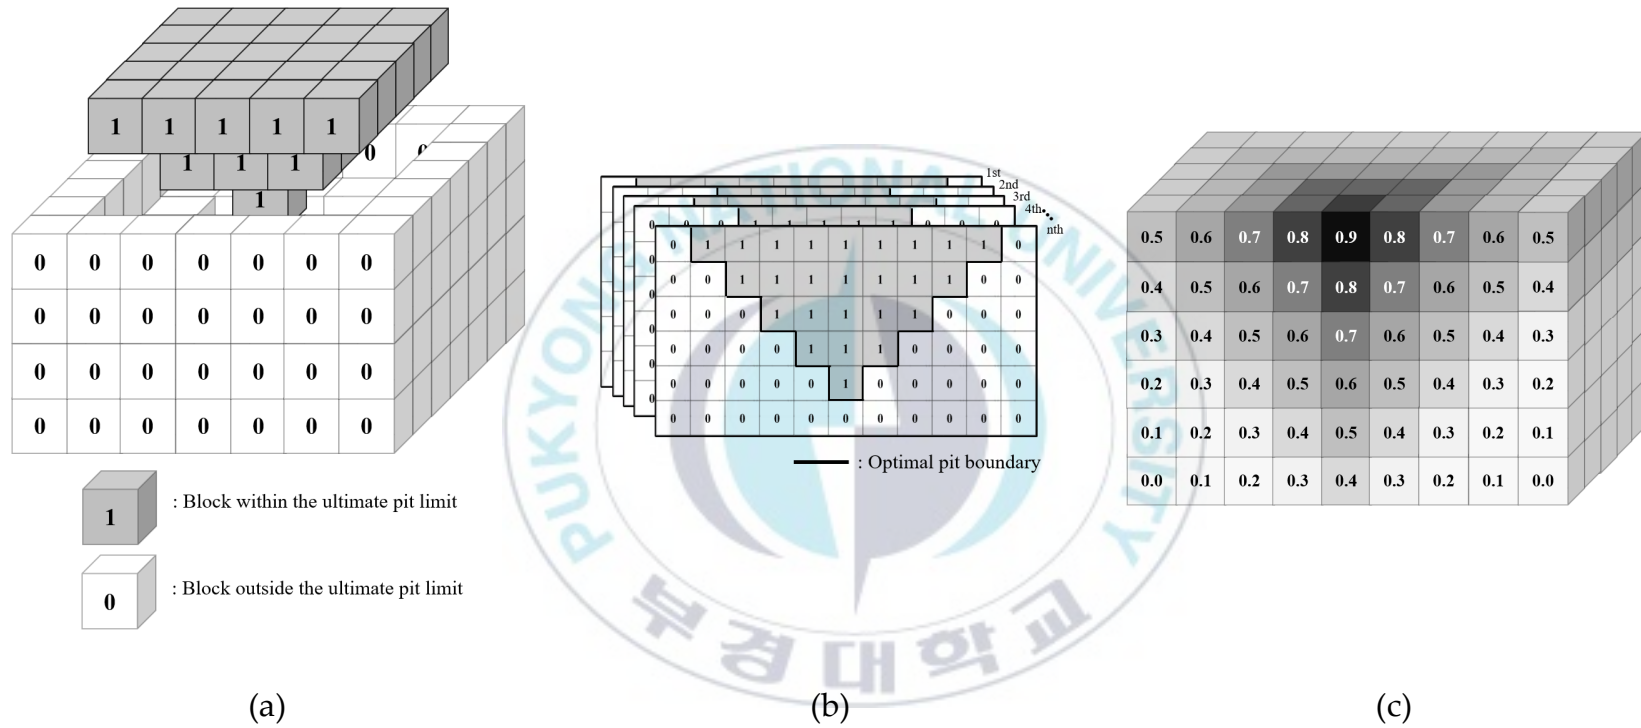 1 1 1 1 1
1 1 1 0 0
1
0 0 0 0 0 0 0
0 0 0 0 0 0 0
0 0 0 0 0 0 0
0 0 0 0 0 0 0
1 : Block within the ultimate pit limit
0 : Block outside the ultimate pit limit
(a)
1st
2nd
3rd
4th
nth
0 1 1 1 1 1 1 1 1 1 0
0 0 1 1 1 1 1 1 1 0 0
0 0 0 1 1 1 1 1 0 0 0
0 0 0 0 1 1 1 0 0 0 0
0 0 0 0 0 1 0 0 0 0 0
0 0 0 0 0 0 0 0 0 0 0
: Optimal pit boundary
(b)
0.5 0.6 0.7 0.8 0.9 0.8 0.7 0.6 0.5
0.4 0.5 0.6 0.7 0.8 0.7 0.6 0.5 0.4
0.3 0.4 0.5 0.6 0.7 0.6 0.5 0.4 0.3
0.2 0.3 0.4 0.5 0.6 0.5 0.4 0.3 0.2
0.1 0.2 0.3 0.4 0.5 0.4 0.3 0.2 0.1
0.0 0.1 0.2 0.3 0.4 0.3 0.2 0.1 0.0
(c)
PUKYONG NATIONAL UNIVERSITY
부경대학교